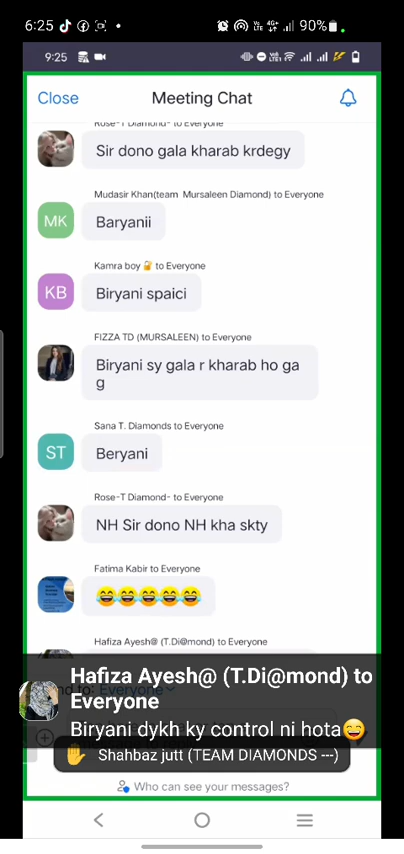 6:25
90%
9:25
Close
Meeting Chat
Rose-T Diamond- to Everyone
Sir dono gala kharab krdegy
Mudasir Khan(team Mursaleen Diamond) to Everyone
MK
Baryanii
Kamra boy 🔐 to Everyone
KB
Biryani spaici
FIZZA TD (MURSALEEN) to Everyone
Biryani sy gala r kharab ho ga
g
Sana T. Diamonds to Everyone
ST
Beryani
Rose-T Diamond- to Everyone
NH Sir dono NH kha skty
Fatima Kabir to Everyone
😂😂😂😂😂
Hafiza Ayesh@ (T.Di@mond) to Everyone
Hafiza Ayesh@ (T.Di@mond) to
Everyone
Everyone
Biryani dykh ky control ni hota😄
✋ Shahbaz jutt (TEAM DIAMONDS ---)
Who can see your messages?